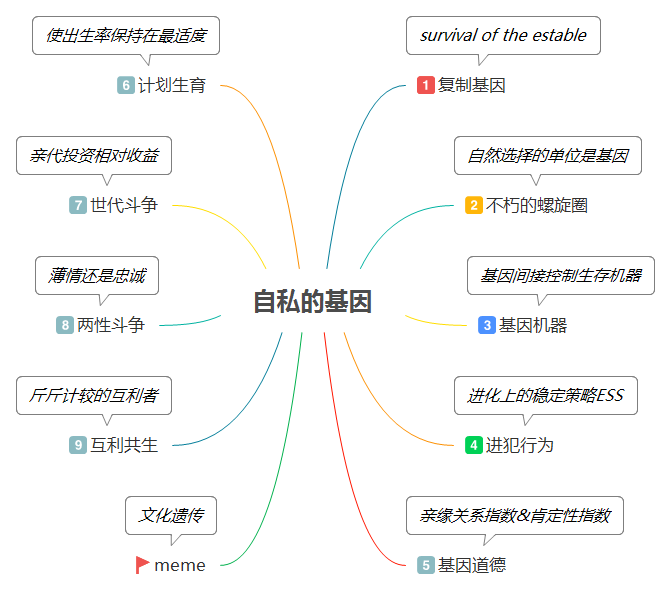 自私的基因
survival of the estable
1 复制基因
自然选择的单位是基因
2 不朽的螺旋圈
基因间接控制生存机器
3 基因机器
进化上的稳定策略ESS
4 进犯行为
亲缘关系指数&肯定性指数
5 基因道德
使出生率保持在最适度
6 计划生育
亲代投资相对收益
7 世代斗争
薄情还是忠诚
8 两性斗争
斤斤计较的互利者
9 互利共生
文化遗传
meme